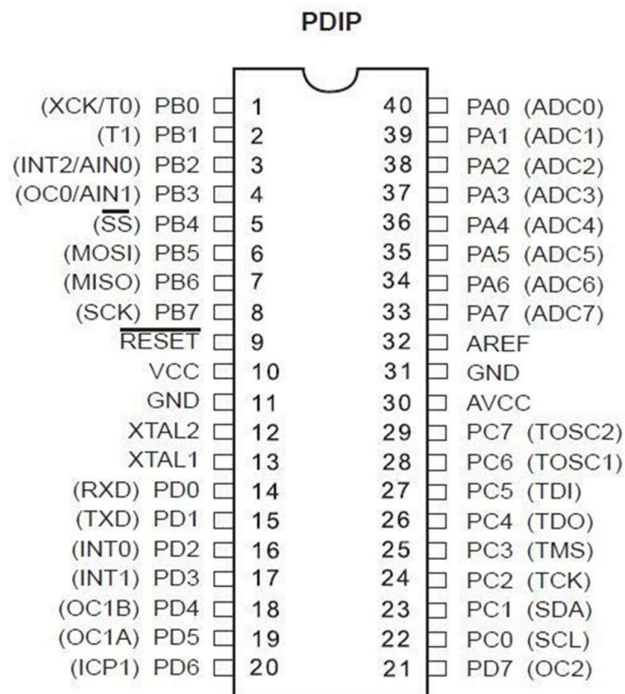 PDIP
(XCK/T0) PB0 1 40 PA0 (ADC0)
(T1) PB1 2 39 PA1 (ADC1)
(INT2/AIN0) PB2 3 38 PA2 (ADC2)
(OC0/AIN1) PB3 4 37 PA3 (ADC3)
(SS) PB4 5 36 PA4 (ADC4)
(MOSI) PB5 6 35 PA5 (ADC5)
(MISO) PB6 7 34 PA6 (ADC6)
(SCK) PB7 8 33 PA7 (ADC7)
RESET 9 32 AREF
VCC 10 31 GND
GND 11 30 AVCC
XTAL2 12 29 PC7 (TOSC2)
XTAL1 13 28 PC6 (TOSC1)
(RXD) PD0 14 27 PC5 (TDI)
(TXD) PD1 15 26 PC4 (TDO)
(INT0) PD2 16 25 PC3 (TMS)
(INT1) PD3 17 24 PC2 (TCK)
(OC1B) PD4 18 23 PC1 (SDA)
(OC1A) PD5 19 22 PC0 (SCL)
(ICP1) PD6 20 21 PD7 (OC2)